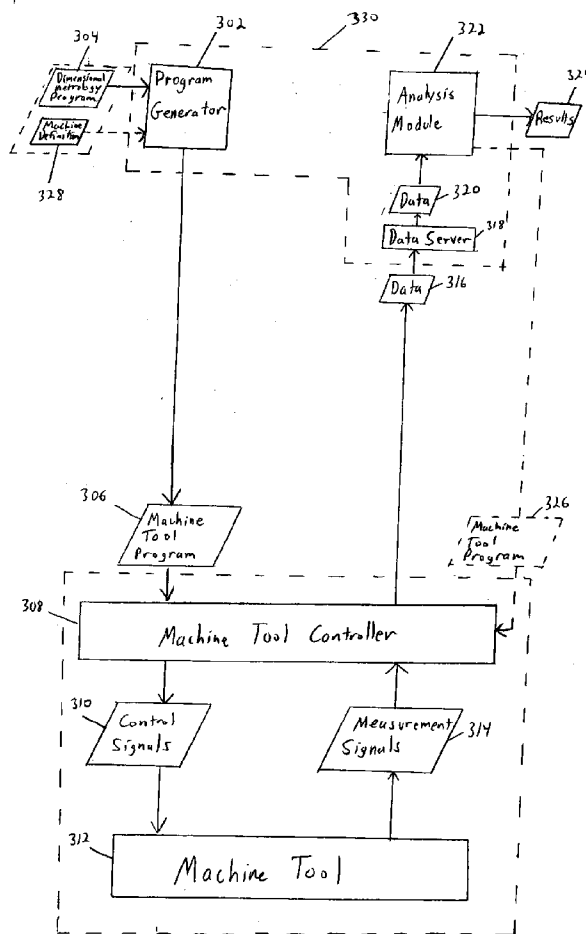 304
302
330
322
Dimensional
metrology
Program
Program
Generator
Analysis
Module
Results
Machine
Definition
328
Data
320
Data Server
318
Data
316
306
Machine
Tool
Program
326
Machine
Tool
Program
308
Machine Tool Controller
310
Control
Signals
Measurement
Signals
314
312
Machine Tool